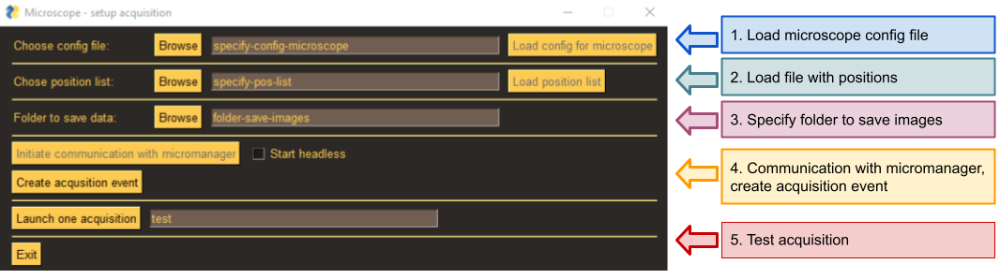 Microscope - setup acquisition
Choose config file: Browse specify-config-microscope Load config for microscope
1. Load microscope config file
Chose position list: Browse specify-pos-list Load position list
2. Load file with positions
Folder to save data: Browse folder-save-images
3. Specify folder to save images
Initiate communication with micromanager Start headless
4. Communication with micromanager,
create acquisition event
Create acqusition event
Launch one acquisition test
5. Test acquisition
Exit